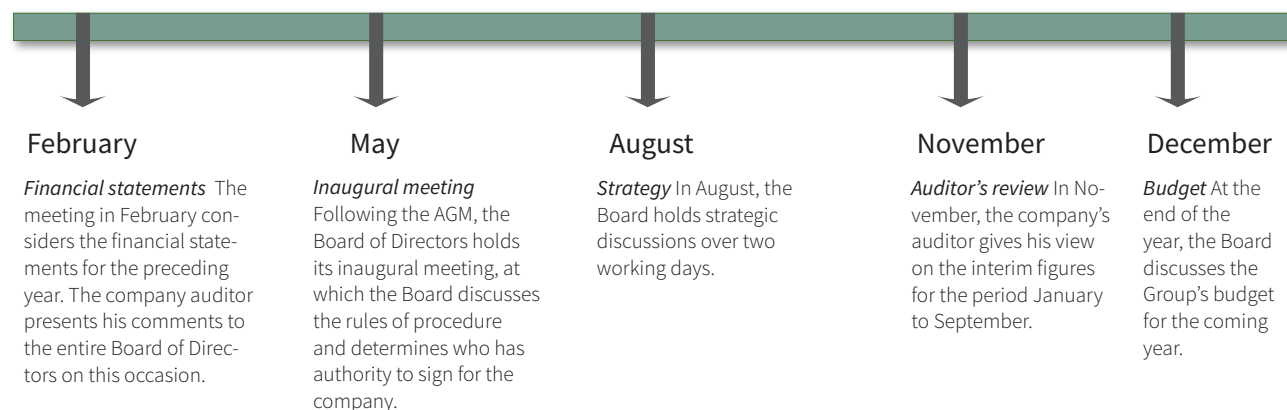 February
Financial statements The
meeting in February con-
siders the financial state-
ments for the preceding
year. The company auditor
presents his comments to
the entire Board of Direc-
tors on this occasion.
May
Inaugural meeting
Following the AGM, the
Board of Directors holds
its inaugural meeting, at
which the Board discusses
the rules of procedure
and determines who has
authority to sign for the
company.
August
Strategy In August, the
Board holds strategic
discussions over two
working days.
November
Auditor’s review In No-
vember, the company’s
auditor gives his view
on the interim figures
for the period January
to September.
December
Budget At the
end of the
year, the Board
discusses the
Group’s budget
for the coming
year.